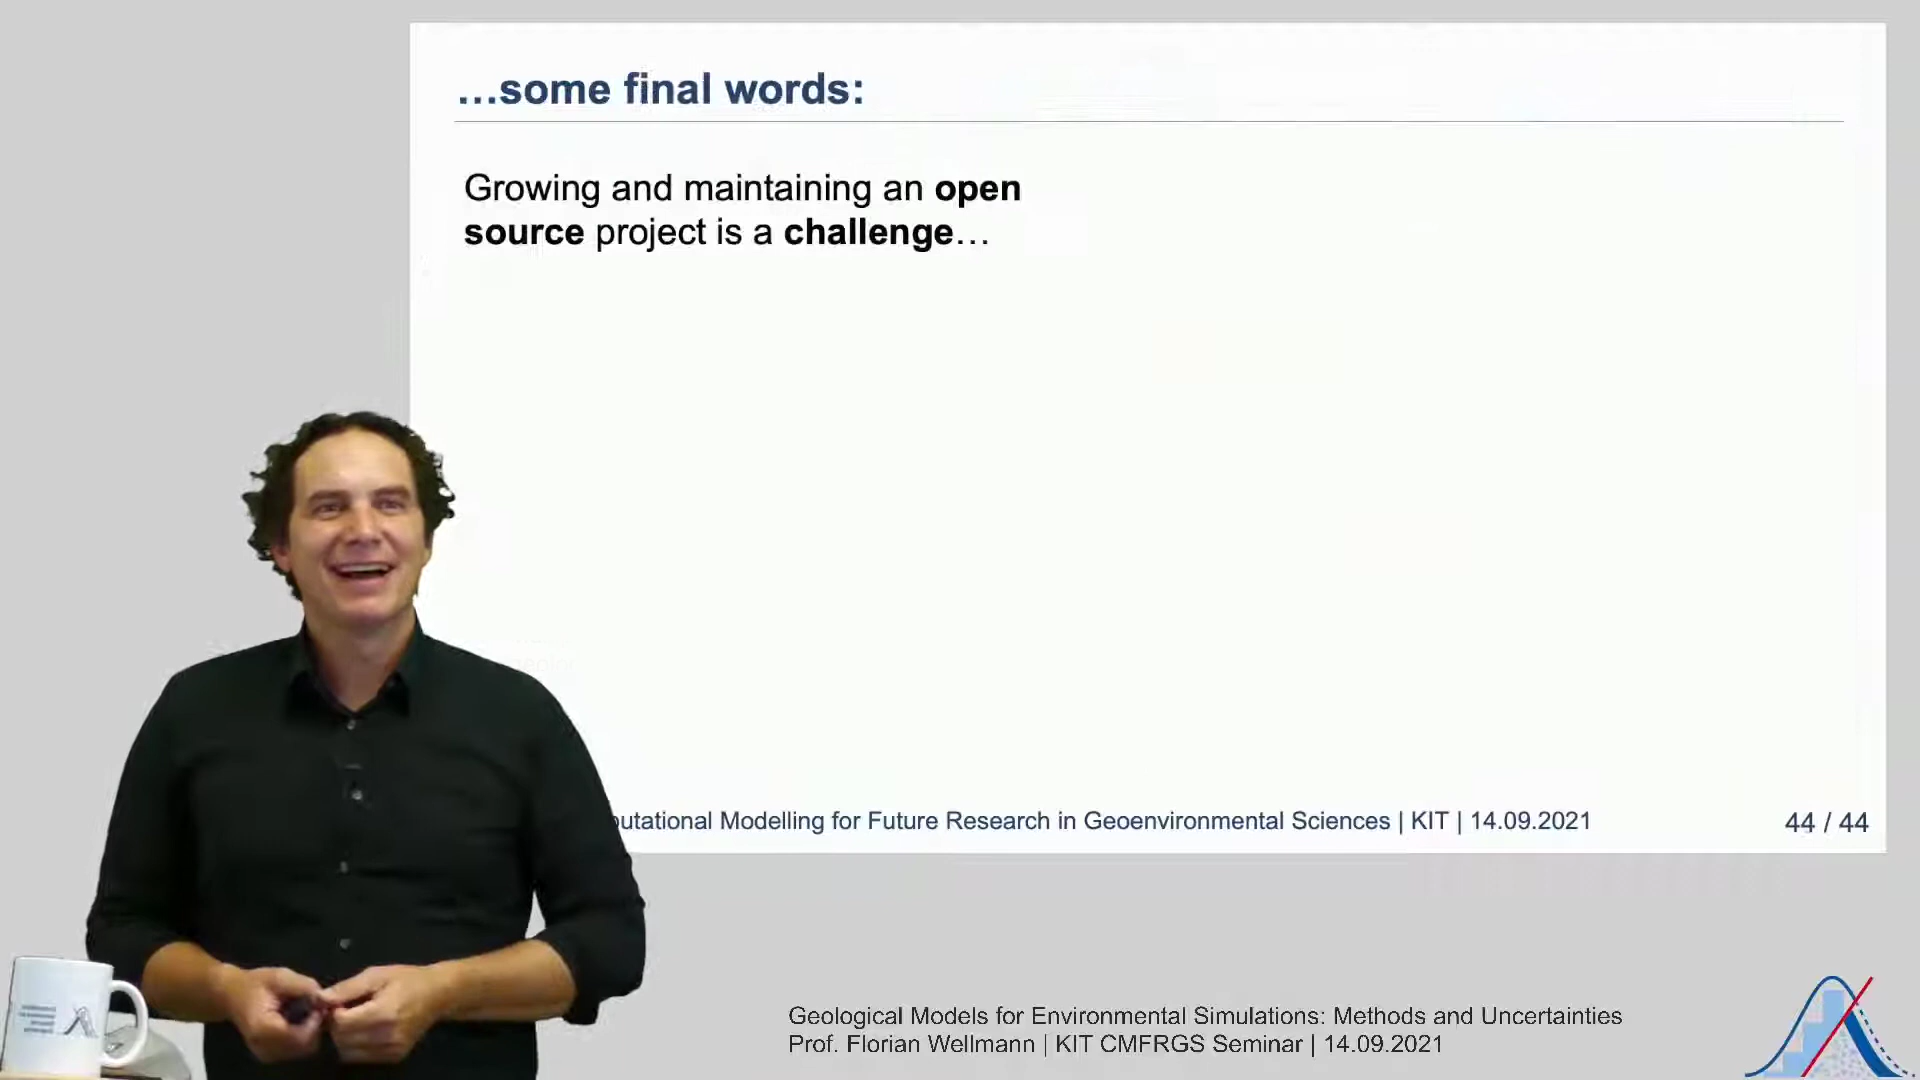 …some final words:
Growing and maintaining an open
source project is a challenge…
Modelling for Future Research in Geoenvironmental Sciences | KIT | 14.09.2021
44 / 44
Geological Models for Environmental Simulations: Methods and Uncertainties
Prof. Florian Wellmann | KIT CMFRGS Seminar | 14.09.2021